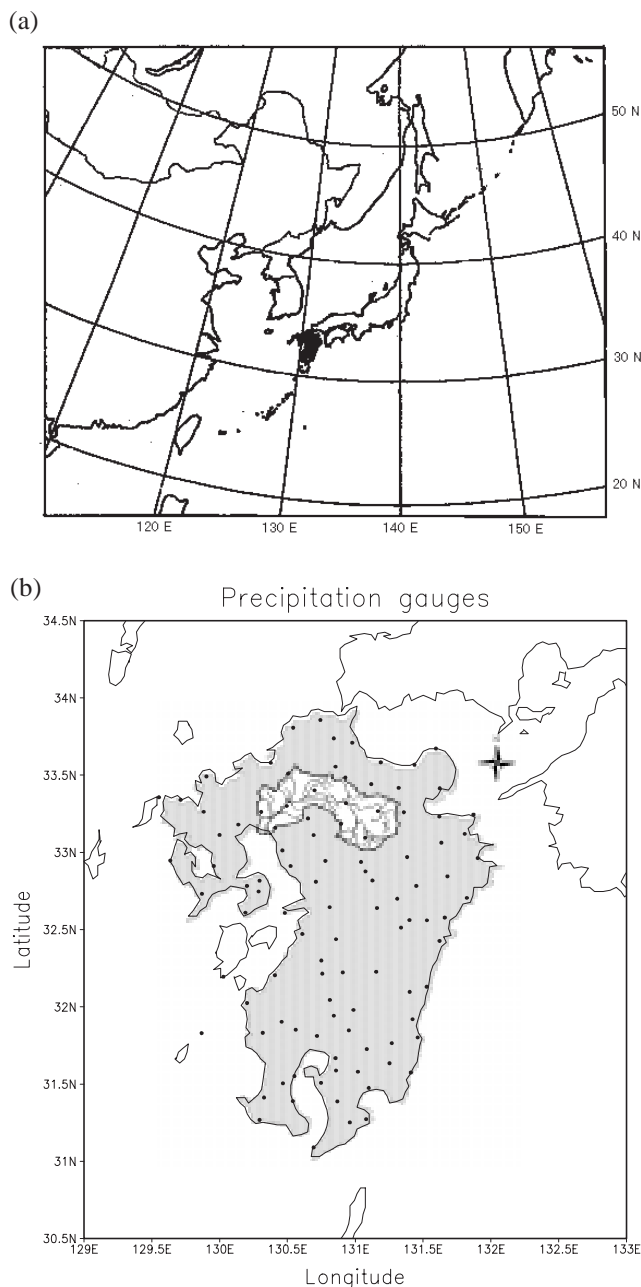 (a)
50 N
40 N
30 N
20 N
120 E
130 E
140 E
150 E
(b)
Precipitation gauges
34.5N
34N
33.5N
33N
32.5N
32N
31.5N
31N
30.5N
Latitude
129E
129.5E
130E
130.5E
131E
131.5E
132E
132.5E
133E
Longitude